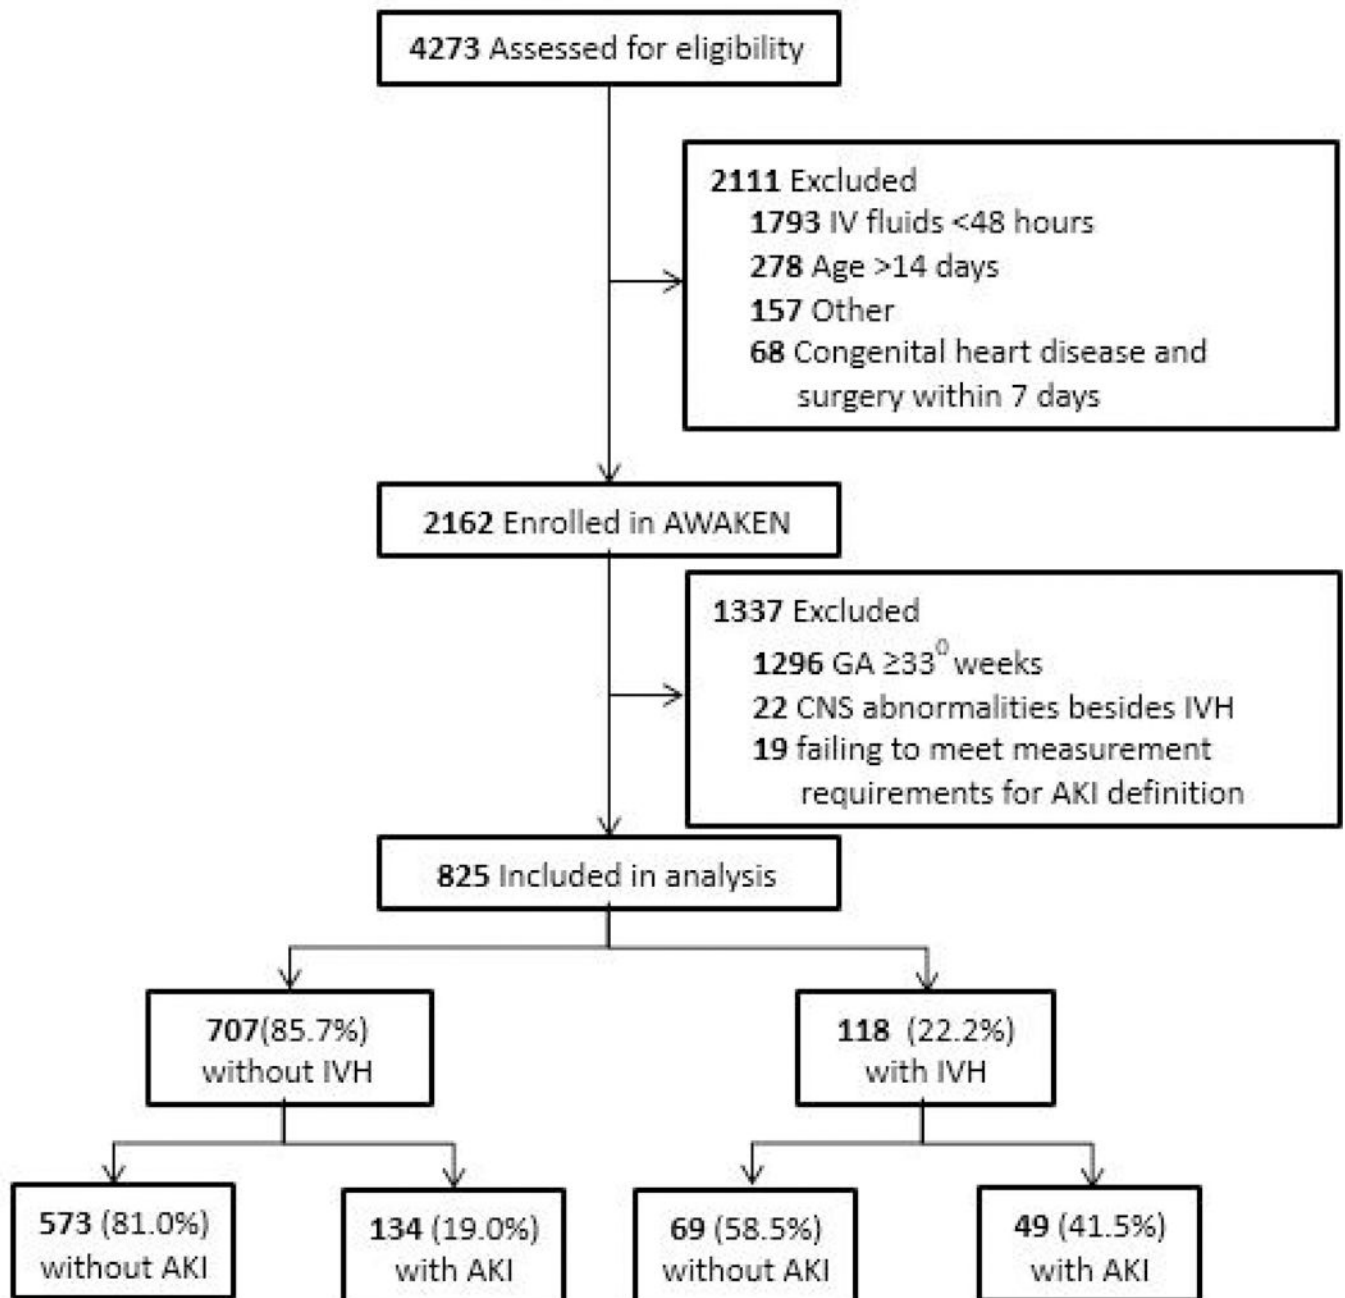 4273 Assessed for eligibility
2111 Excluded
1793 IV fluids <48 hours
278 Age >14 days
157 Other
68 Congenital heart disease and
surgery within 7 days
2162 Enrolled in AWAKEN
1337 Excluded
1296 GA ≥33⁰ weeks
22 CNS abnormalities besides IVH
19 failing to meet measurement
requirements for AKI definition
825 Included in analysis
707(85.7%)
without IVH
118 (22.2%)
with IVH
573 (81.0%)
without AKI
134 (19.0%)
with AKI
69 (58.5%)
without AKI
49 (41.5%)
with AKI